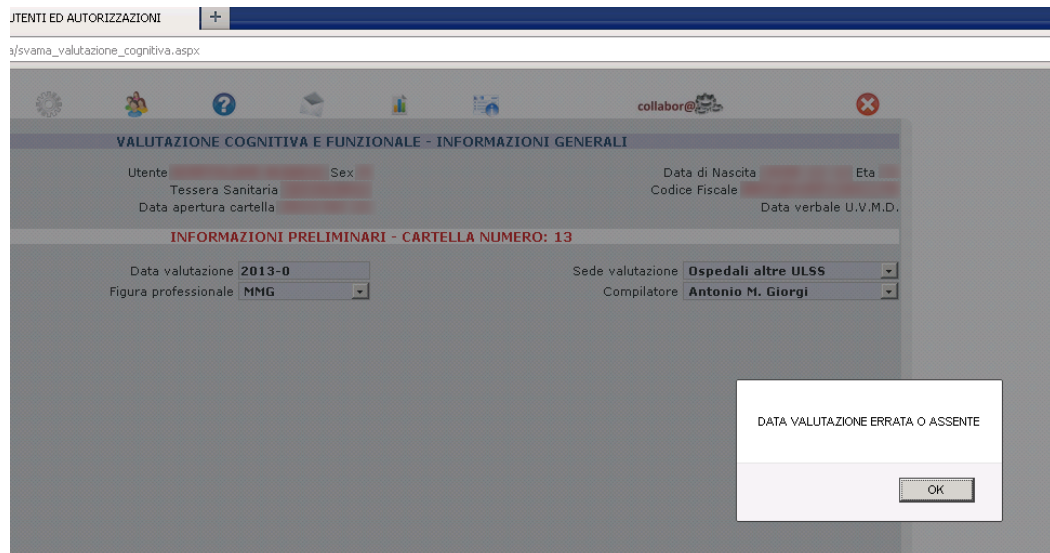 UTENTI ED AUTORIZZAZIONI +
a/svama_valutazione_cognitiva.aspx
? collabor@
VALUTAZIONE COGNITIVA E FUNZIONALE - INFORMAZIONI GENERALI
Utente Sex Data di Nascita Eta
Tessera Sanitaria Codice Fiscale
Data apertura cartella Data verbale U.V.M.D.
INFORMAZIONI PRELIMINARI - CARTELLA NUMERO: 13
Data valutazione 2013-0 Sede valutazione Ospedali altre ULSS
Figura professionale MMG Compilatore Antonio M. Giorgi
DATA VALUTAZIONE ERRATA O ASSENTE
OK